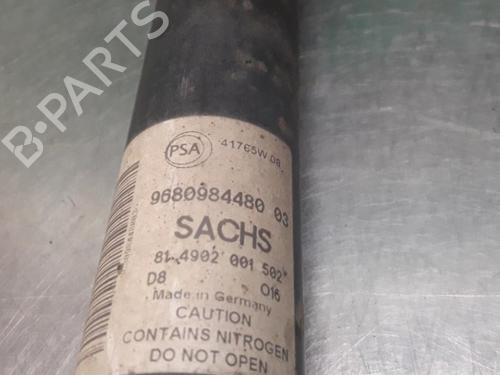 B-PARTS
PSA 41765W 08
9680984480 03
SACHS
81.4902 001 502
D8 016
Made in Germany
CAUTION
CONTAINS NITROGEN
DO NOT OPEN